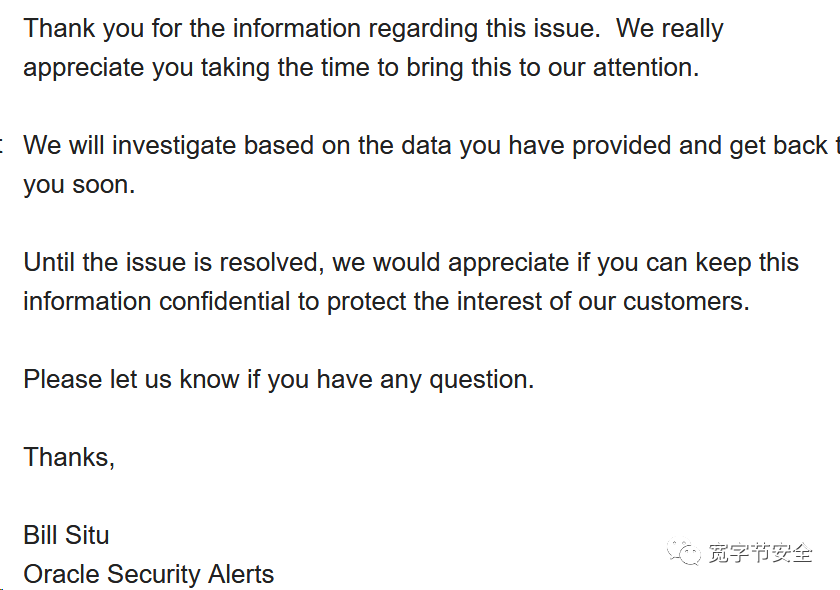 Thank you for the information regarding this issue.  We really
appreciate you taking the time to bring this to our attention.
We will investigate based on the data you have provided and get back t
you soon.
Until the issue is resolved, we would appreciate if you can keep this
information confidential to protect the interest of our customers.
Please let us know if you have any question.
Thanks,
Bill Situ
Oracle Security Alerts
宽字节安全